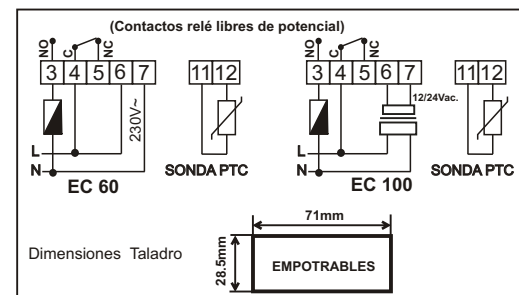 (Contactos relé libres de potencial)
NO C NC NO C NC
3 4 5 6 7 11 12 3 4 5 6 7 11 12
230V~ 12/24Vac.
L L
N SONDA PTC N SONDA PTC
EC 60 EC 100
71mm
Dimensiones Taladro 28.5mm EMPOTRABLES